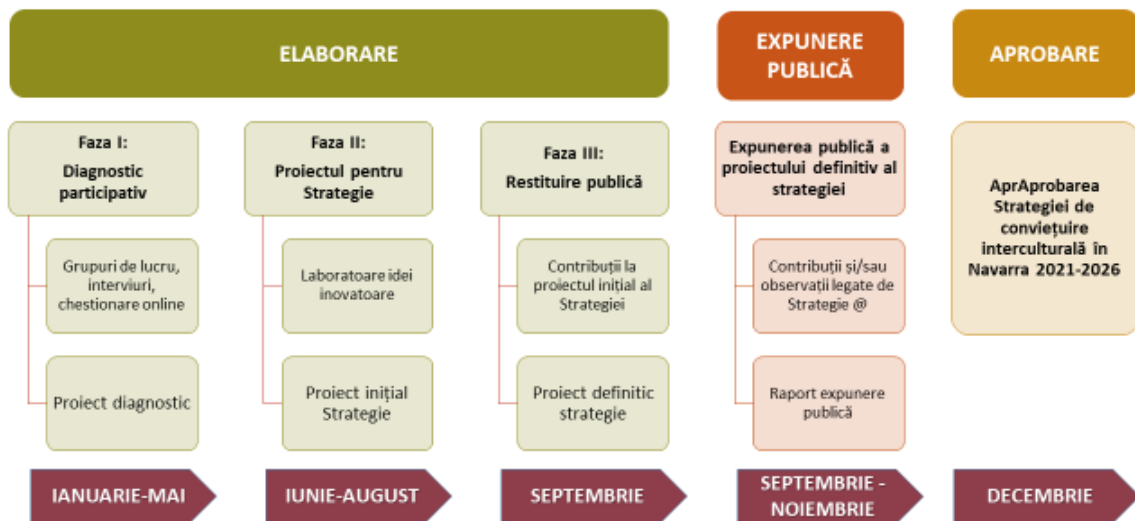 ELABORARE
EXPUNERE
PUBLICĂ
APROBARE
Faza I:
Diagnostic
participativ
Grupuri de lucru,
interviuri,
chestionare online
Proiect diagnostic
Faza II:
Proiectul pentru
Strategie
Laboratoare idei
inovatoare
Proiect inițial
Strategie
Faza III:
Restituire publică
Contribuții la
proiectul inițial al
Strategiei
Proiect definitic
strategie
Expunerea publică a
proiectului definitiv al
strategiei
Contribuții și/sau
observații legate de
Strategie @
Raport expunere
publică
AprAprobarea
Strategiei de
conviețuire
interculturală în
Navarra 2021-2026
IANUARIE-MAI
IUNIE-AUGUST
SEPTEMBRIE
SEPTEMBRIE -
NOIEMBRIE
DECEMBRIE